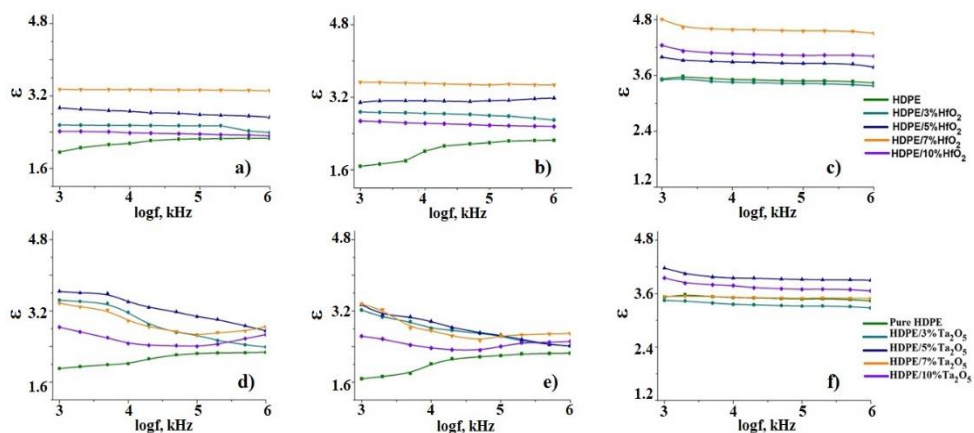 4.8
3.2
1.6
ε
3 4 5 6
logf, kHz
a)
4.8
3.2
1.6
ε
3 4 5 6
logf, kHz
b)
4.8
3.6
2.4
1.2
ε
3 4 5 6
logf, kHz
c)
HDPE
HDPE/3%HfO₂
HDPE/5%HfO₂
HDPE/7%HfO₂
HDPE/10%HfO₂
4.8
3.2
1.6
ε
3 4 5 6
logf, kHz
d)
4.8
3.2
1.6
ε
3 4 5 6
logf, kHz
e)
4.8
3.6
2.4
1.2
ε
3 4 5 6
logf, kHz
f)
Pure HDPE
HDPE/3%Ta₂O₅
HDPE/5%Ta₂O₅
HDPE/7%Ta₂O₅
HDPE/10%Ta₂O₅